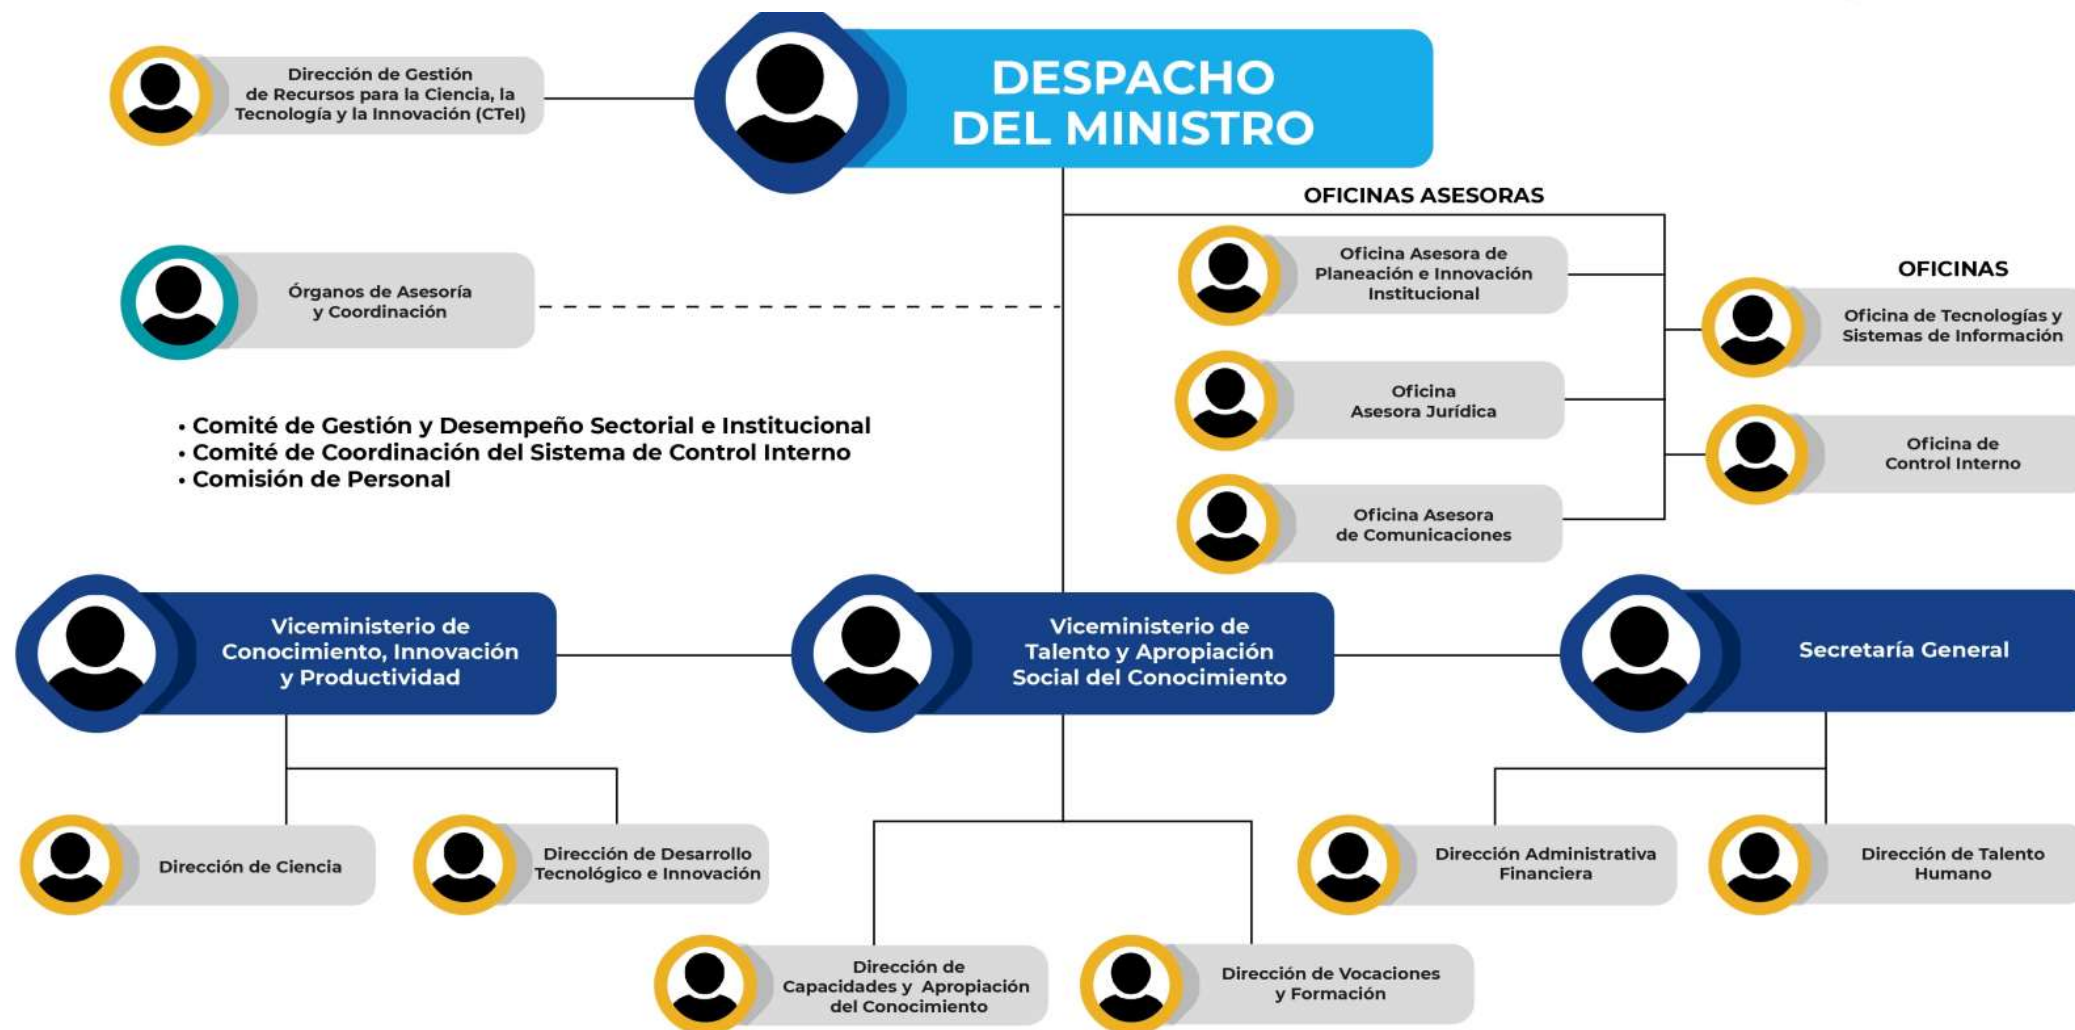 Dirección de Gestión
de Recursos para la Ciencia, la
Tecnología y la Innovación (CTeI)
DESPACHO
DEL MINISTRO
OFICINAS ASESORAS
Oficina Asesora de
Planeación e Innovación
Institucional
OFICINAS
Oficina de Tecnologías y
Sistemas de Información
Órganos de Asesoría
y Coordinación
Oficina
Asesora Jurídica
Oficina de
Control Interno
• Comité de Gestión y Desempeño Sectorial e Institucional
• Comité de Coordinación del Sistema de Control Interno
• Comisión de Personal
Oficina Asesora
de Comunicaciones
Viceministerio de
Conocimiento, Innovación
y Productividad
Viceministerio de
Talento y Apropiación
Social del Conocimiento
Secretaría General
Dirección de Ciencia
Dirección de Desarrollo
Tecnológico e Innovación
Dirección Administrativa
Financiera
Dirección de Talento
Humano
Dirección de
Capacidades y  Apropiación
del Conocimiento
Dirección de Vocaciones
y Formación